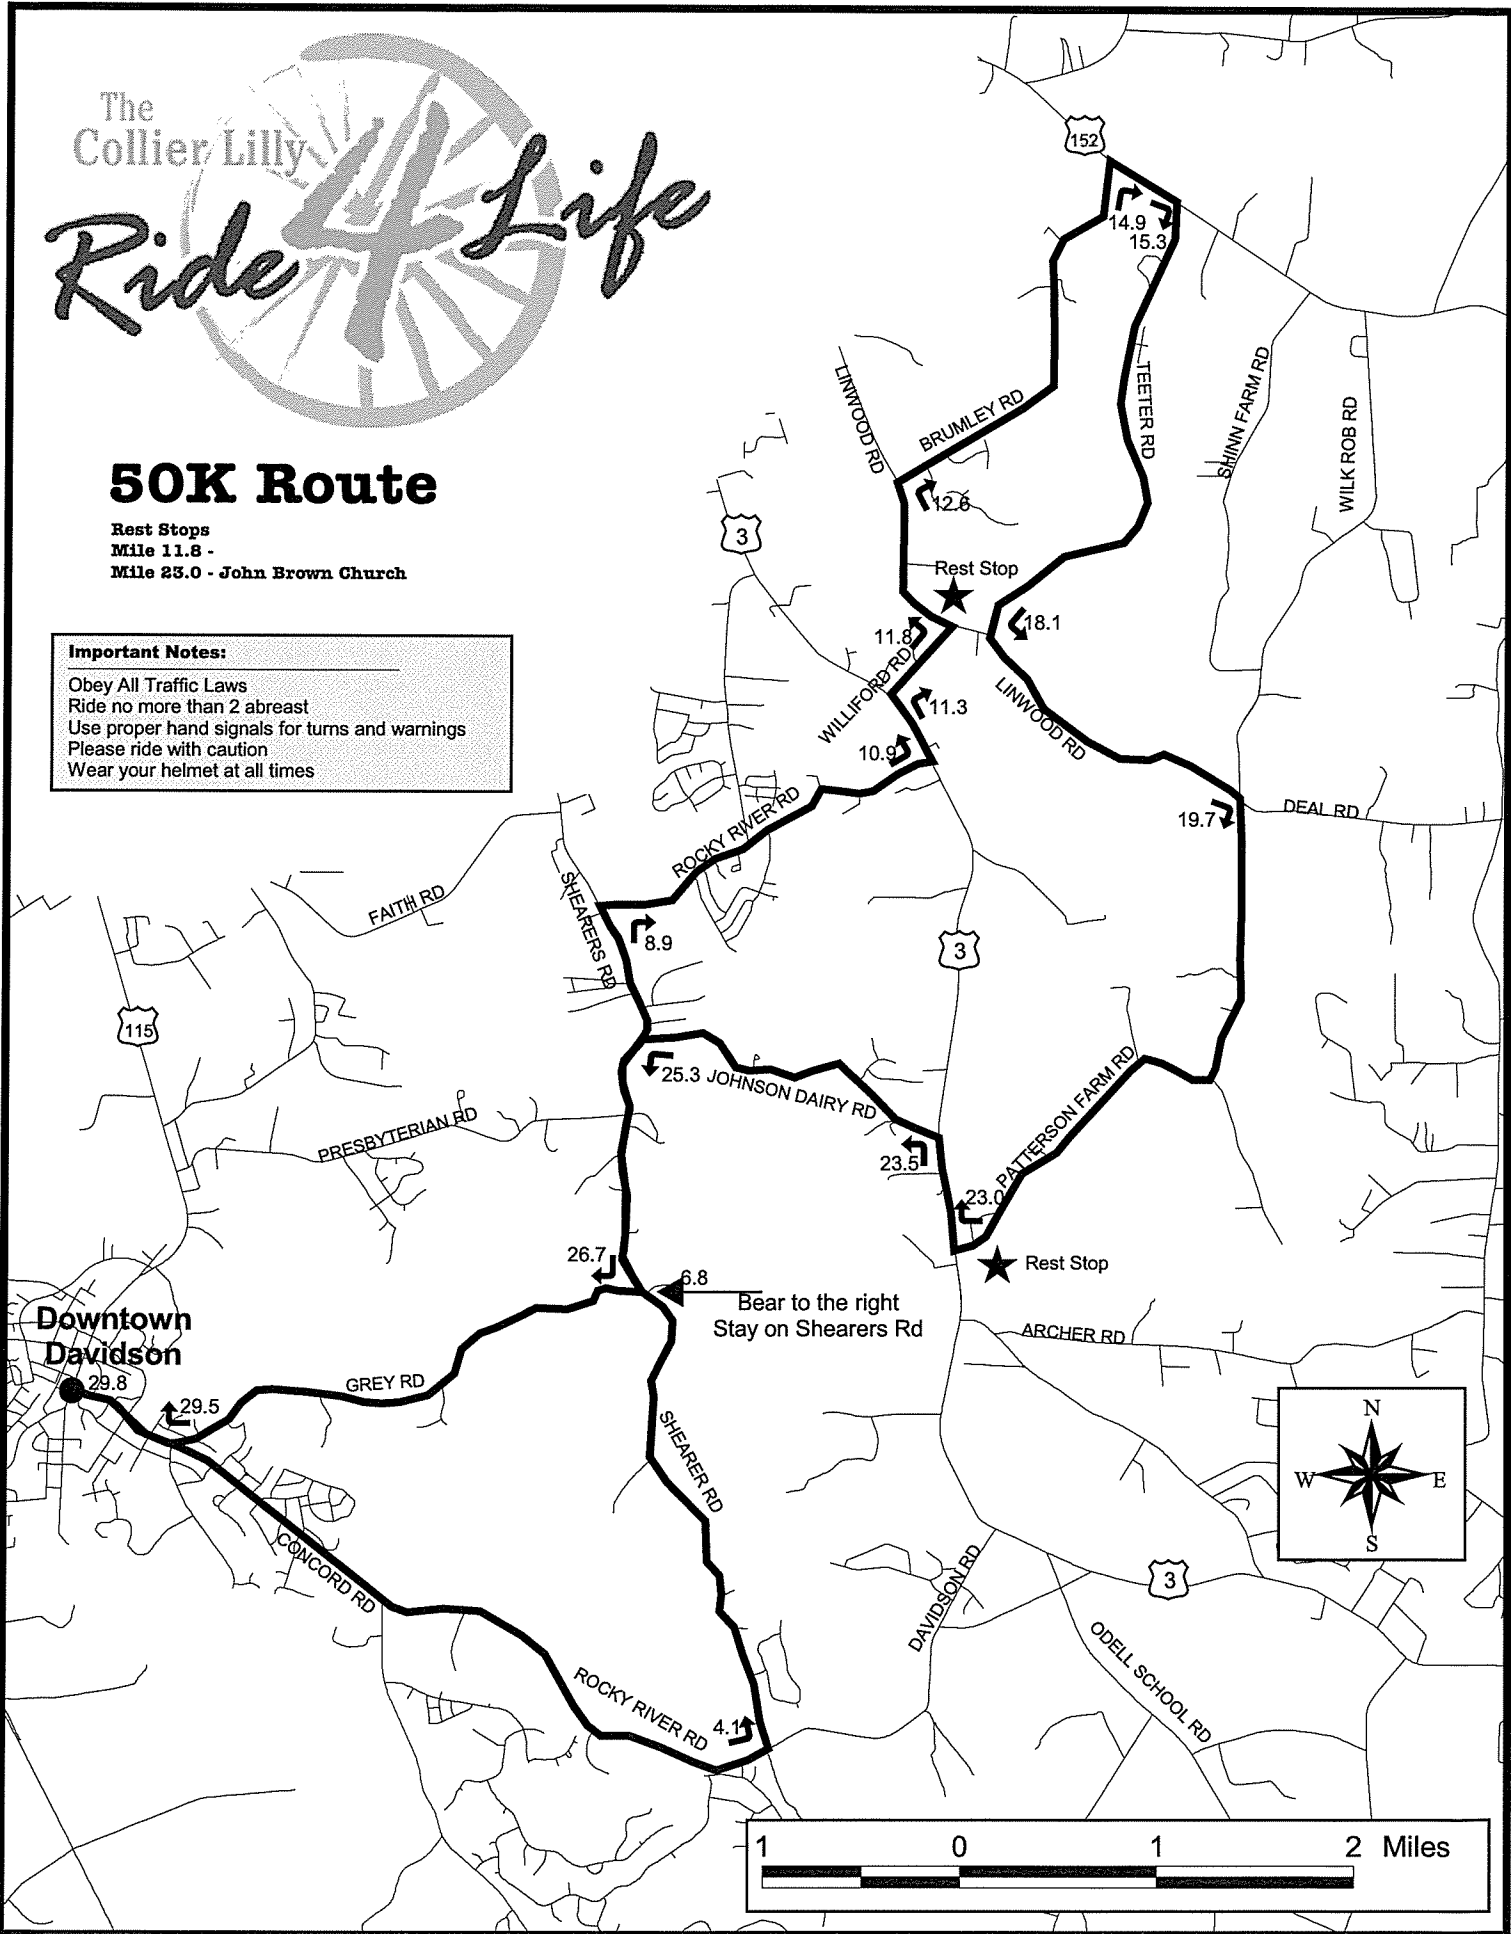 The
Collier Lilly
Ride 4 Life
50K Route
Rest Stops
Mile 11.8 -
Mile 23.0 - John Brown Church
Important Notes:
Obey All Traffic Laws
Ride no more than 2 abreast
Use proper hand signals for turns and warnings
Please ride with caution
Wear your helmet at all times
152
14.9
15.3
LINWOOD RD
BRUMLEY RD
TEETER RD
SHINN FARM RD
WILK ROB RD
12.6
3
Rest Stop
11.8
18.1
WILLIFORD RD
11.3
LINWOOD RD
10.9
ROCKY RIVER RD
19.7
DEAL RD
FAITH RD
SHEARERS RD
8.9
3
115
25.3
JOHNSON DAIRY RD
PATTERSON FARM RD
PRESBYTERIAN RD
23.5
23.0
26.7
6.8
Rest Stop
Bear to the right
Stay on Shearers Rd
ARCHER RD
Downtown
Davidson
29.8
29.5
GREY RD
SHEARER RD
N
W
E
S
CONCORD RD
DAVIDSON RD
3
ODELL SCHOOL RD
ROCKY RIVER RD
4.1
1 0 1 2 Miles